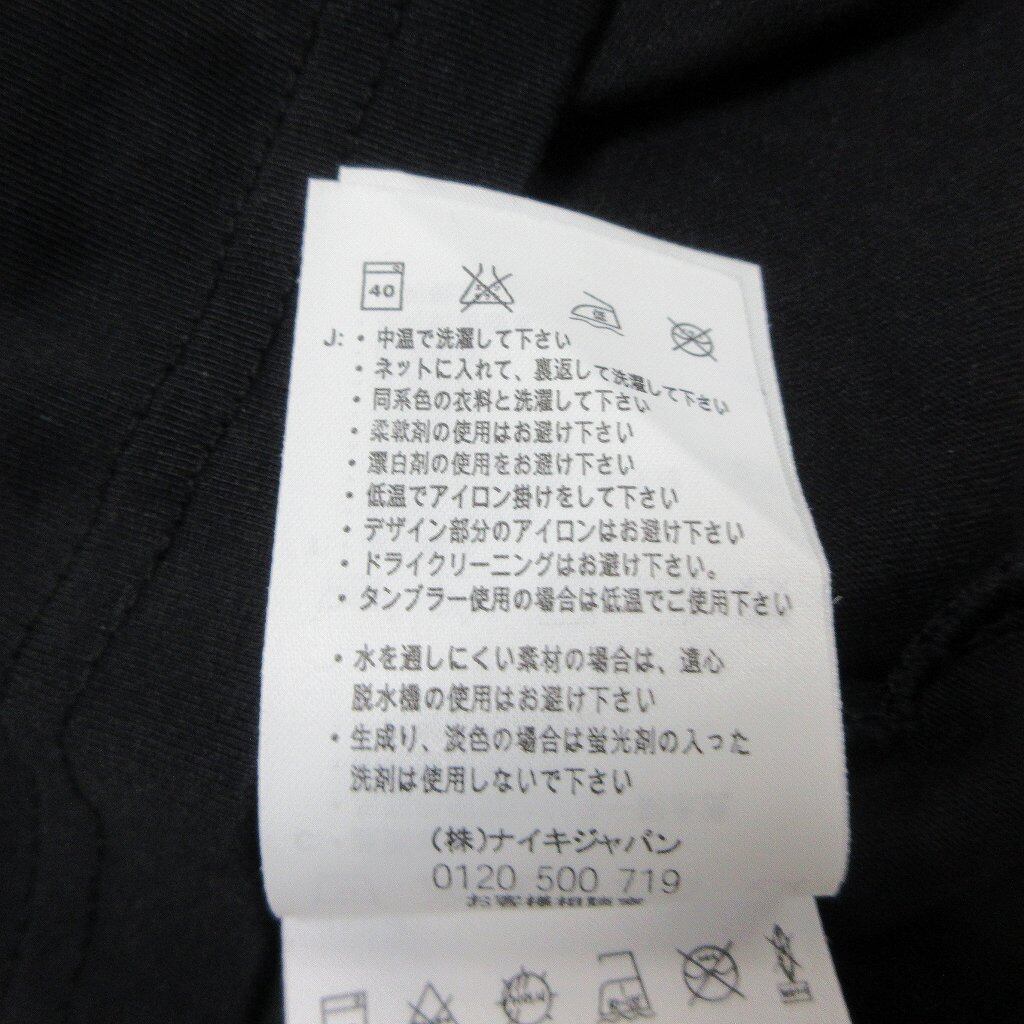 40
J: ・中温で洗濯して下さい
・ネットに入れて、裏返して洗濯して下さい
・同系色の衣料と洗濯して下さい
・柔軟剤の使用はお避け下さい
・漂白剤の使用をお避け下さい
・低温でアイロン掛けをして下さい
・デザイン部分のアイロンはお避け下さい
・ドライクリーニングはお避け下さい。
・タンブラー使用の場合は低温でご使用下さい
・水を通しにくい素材の場合は、遠心
脱水機の使用はお避け下さい
・生成り、淡色の場合は蛍光剤の入った
洗剤は使用しないで下さい
(株)ナイキジャパン
0120 500 719
お客様相談室